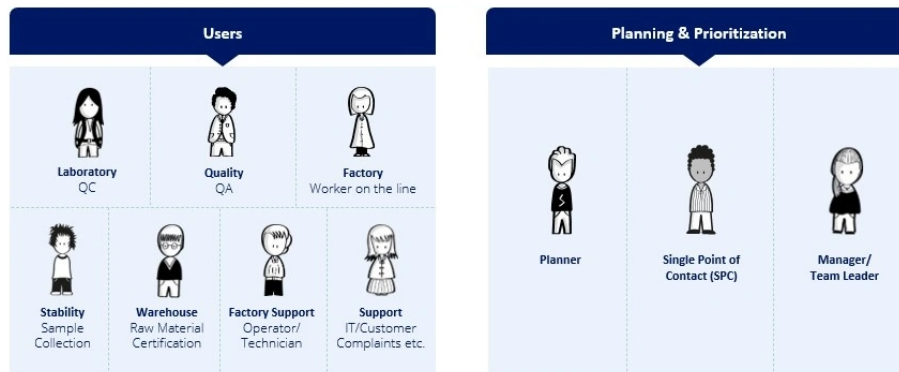 Users
Laboratory
QC
Quality
QA
Factory
Worker on the line
Stability
Sample
Collection
Warehouse
Raw Material
Certification
Factory Support
Operator/
Technician
Support
IT/Customer
Complaints etc.
Planning & Prioritization
Planner
Single Point of
Contact (SPC)
Manager/
Team Leader